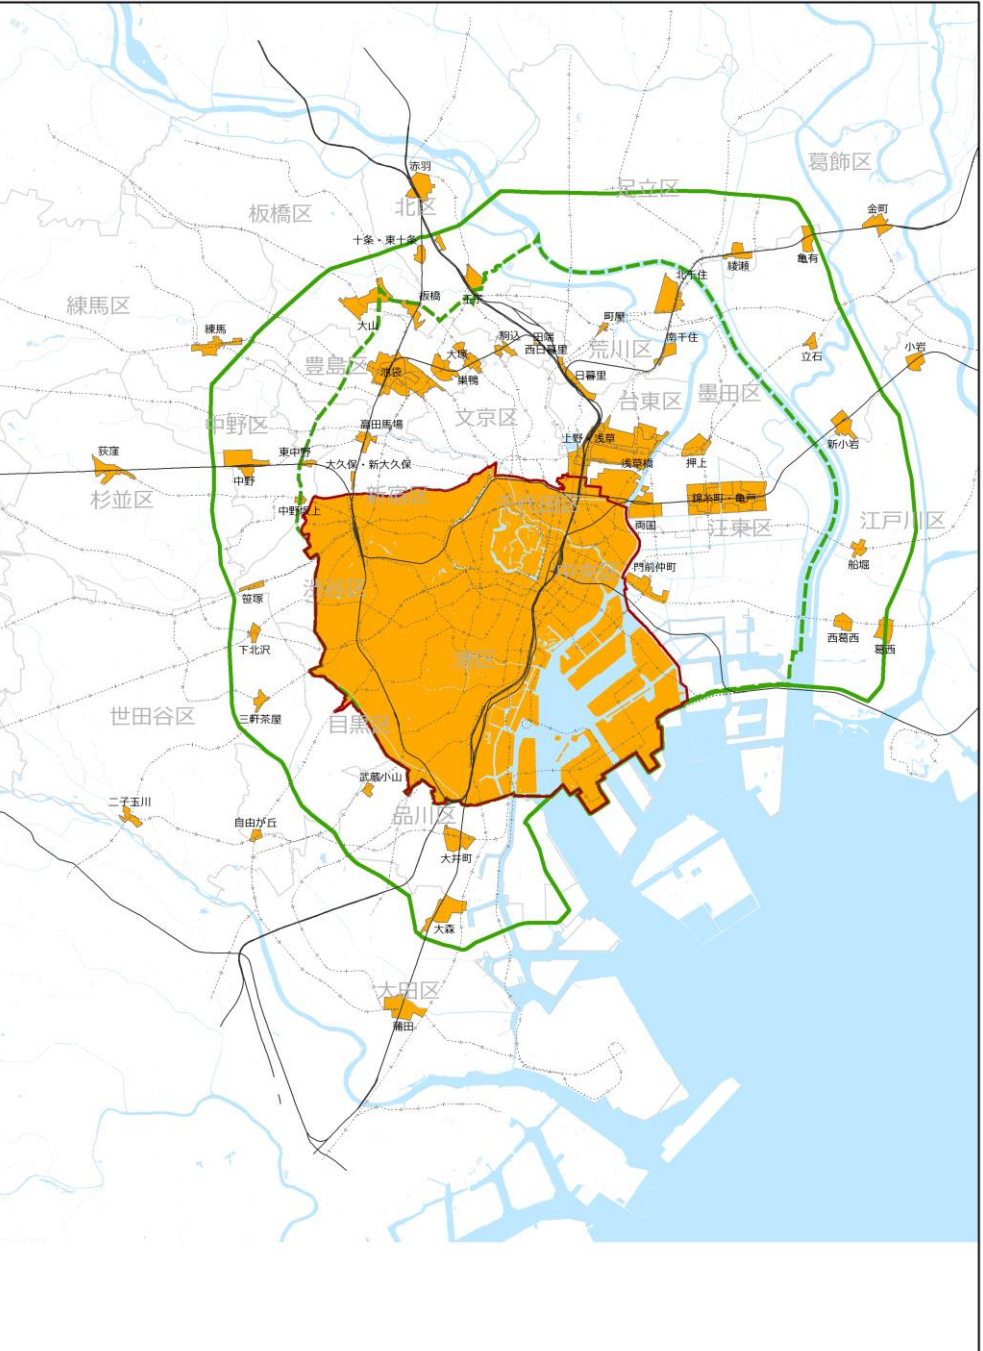 葛飾区
赤羽
足立区
板橋区
北区
金町
十条・東十条
綾瀬
亀有
北千住
板橋
王子
練馬区
大山
町屋
練馬
駒込
田端
南千住
西日暮里
荒川区
小岩
立石
大塚
豊島区
池袋
巣鴨
日暮里
墨田区
台東区
文京区
中野区
高田馬場
上野・浅草
新小岩
荻窪
東中野
大久保・新大久保
浅草橋
押上
中野
杉並区
新宿区
千代田区
錦糸町・亀戸
中野坂上
両国
江東区
江戸川区
船堀
門前仲町
中央区
渋谷区
笹塚
西葛西
葛西
下北沢
港区
世田谷区
三軒茶屋
目黒区
武蔵小山
二子玉川
自由が丘
品川区
大井町
大森
大田区
蒲田